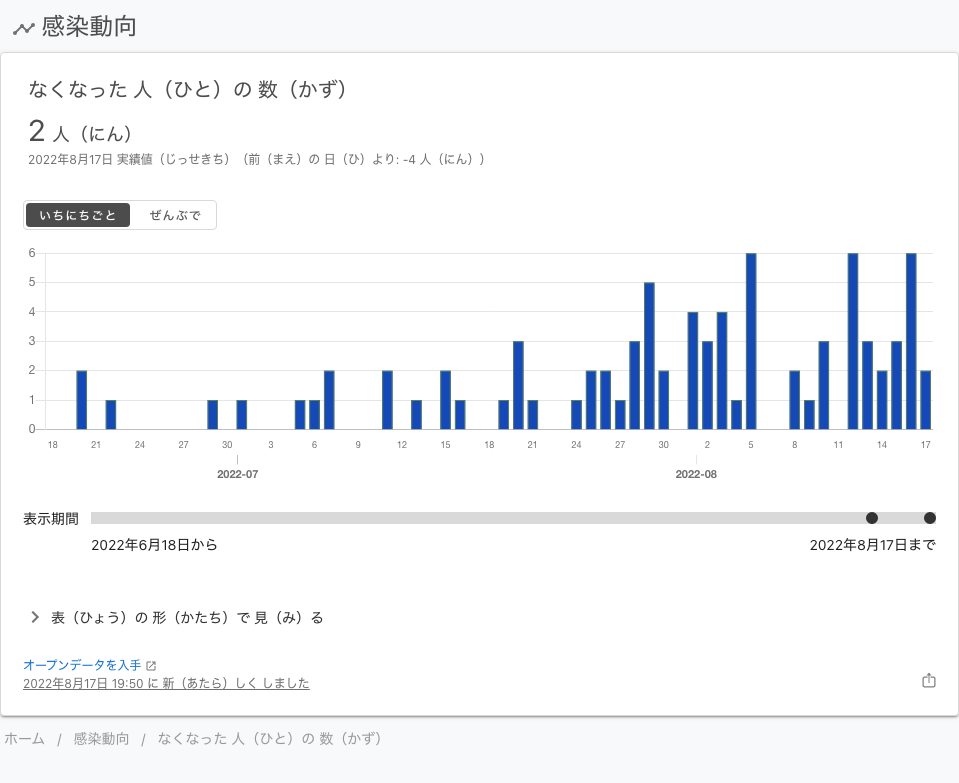 感染動向
なくなった 人（ひと）の 数（かず）
2 人（にん）
2022年8月17日 実績値（じっせきち）（前（まえ）の 日（ひ）より: -4 人（にん））
いちにちごと ぜんぶで
6
5
4
3
2
1
0
18 21 24 27 30 3 6 9 12 15 18 21 24 27 30 2 5 8 11 14 17
2022-07 2022-08
表示期間
2022年6月18日から 2022年8月17日まで
表（ひょう）の 形（かたち）で 見（み）る
オープンデータを入手
2022年8月17日 19:50 に 新（あたら）しく しました
ホーム / 感染動向 / なくなった 人（ひと）の 数（かず）